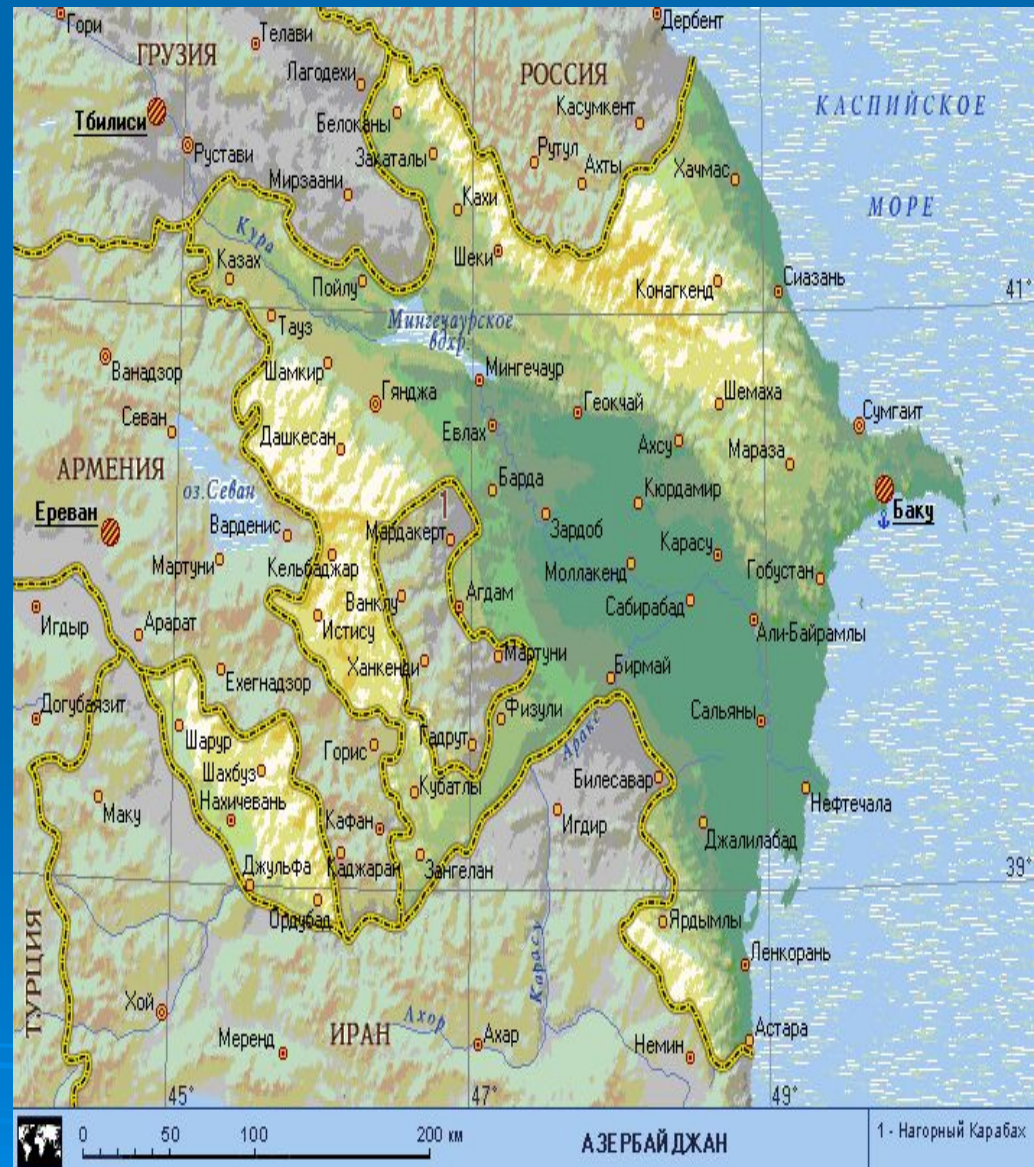 Гори
Телави
Дербент
ГРУЗИЯ
Лагодехи
РОССИЯ
Касумкент
КАСПИЙСКОЕ
Тбилиси
Белоканы
Рустави
Закаталы
Рутул
Ахты
Хачмас
Мирзаани
Кахи
МОРЕ
Кура
Шеки
Казах
Пойлу
Конагкенд
Сиазань
41°
Тауз
Мингечаурское
вдхр.
Ванадзор
Шамкир
Мингечаур
Гянджа
Геокчай
Шемаха
Севан
Евлах
Сумгаит
Дашкесан
Ахсу
Мараза
АРМЕНИЯ
оз.Севан
Барда
Кюрдамир
Ереван
1
Баку
Варденис
Мардакерт
Зардоб
Карасу
Мартуни
Кельбаджар
Моллакенд
Гобустан
Ванклу
Агдам
Сабирабад
Игдыр
Арарат
Истису
Али-Байрамлы
Ханкенди
Мартуни
Бирмай
Ехегнадзор
Догубаязит
Физули
Сальяны
Шарур
Горис
Гадрут
Аракс
Шахбуз
Билесавар
Нахичевань
Кубатлы
Маку
Нефтечала
Кафан
Игдир
Джалилабад
Джульфа
Каджаран
Зангелан
39°
Ордубад
Ярдымлы
ТУРЦИЯ
Карасу
Ленкорань
Хой
Ахор
ИРАН
Ахар
Астара
Меренд
Немин
45°
47°
49°
0 50 100 200 км
АЗЕРБАЙДЖАН
1 - Нагорный Карабах